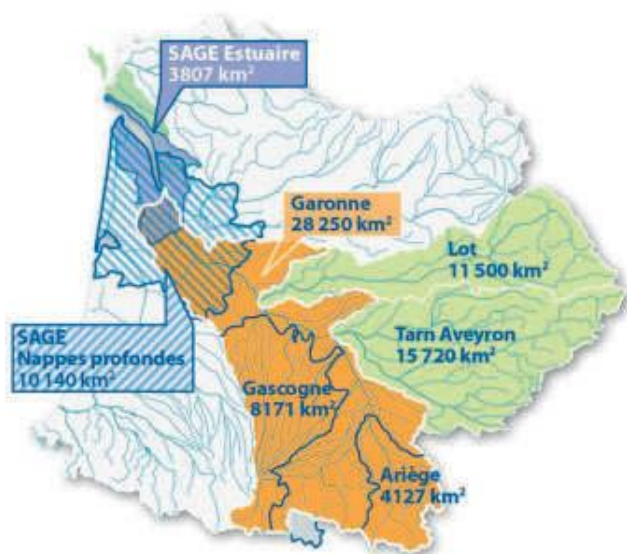 SAGE Estuaire
3807 km²
Garonne
28 250 km²
Lot
11 500 km²
Tarn Aveyron
15 720 km²
SAGE
Nappes profondes
10 140 km²
Gascogne
8171 km²
Ariège
4127 km²